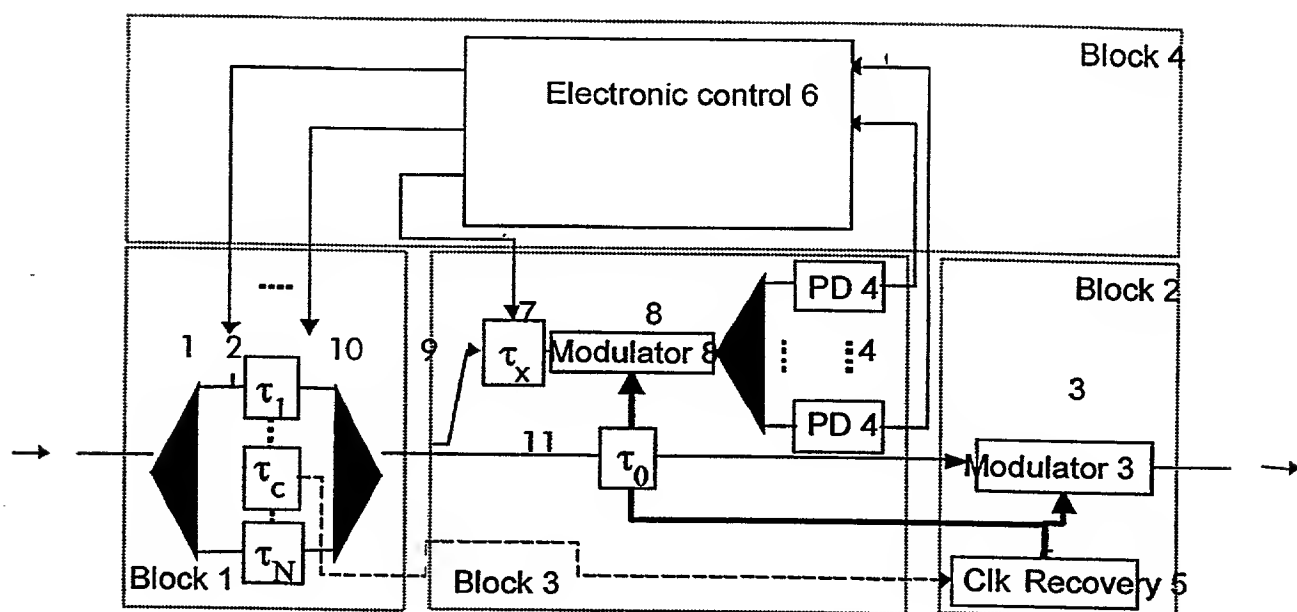 Block 4
Electronic control 6
Block 2
PD 4
7
8
1 2 10 9
τx
Modulator 8
4
τ1
PD 4
3
11
τ0
Modulator 3
τc
τN
Block 1
Block 3
Clk Recovery 5